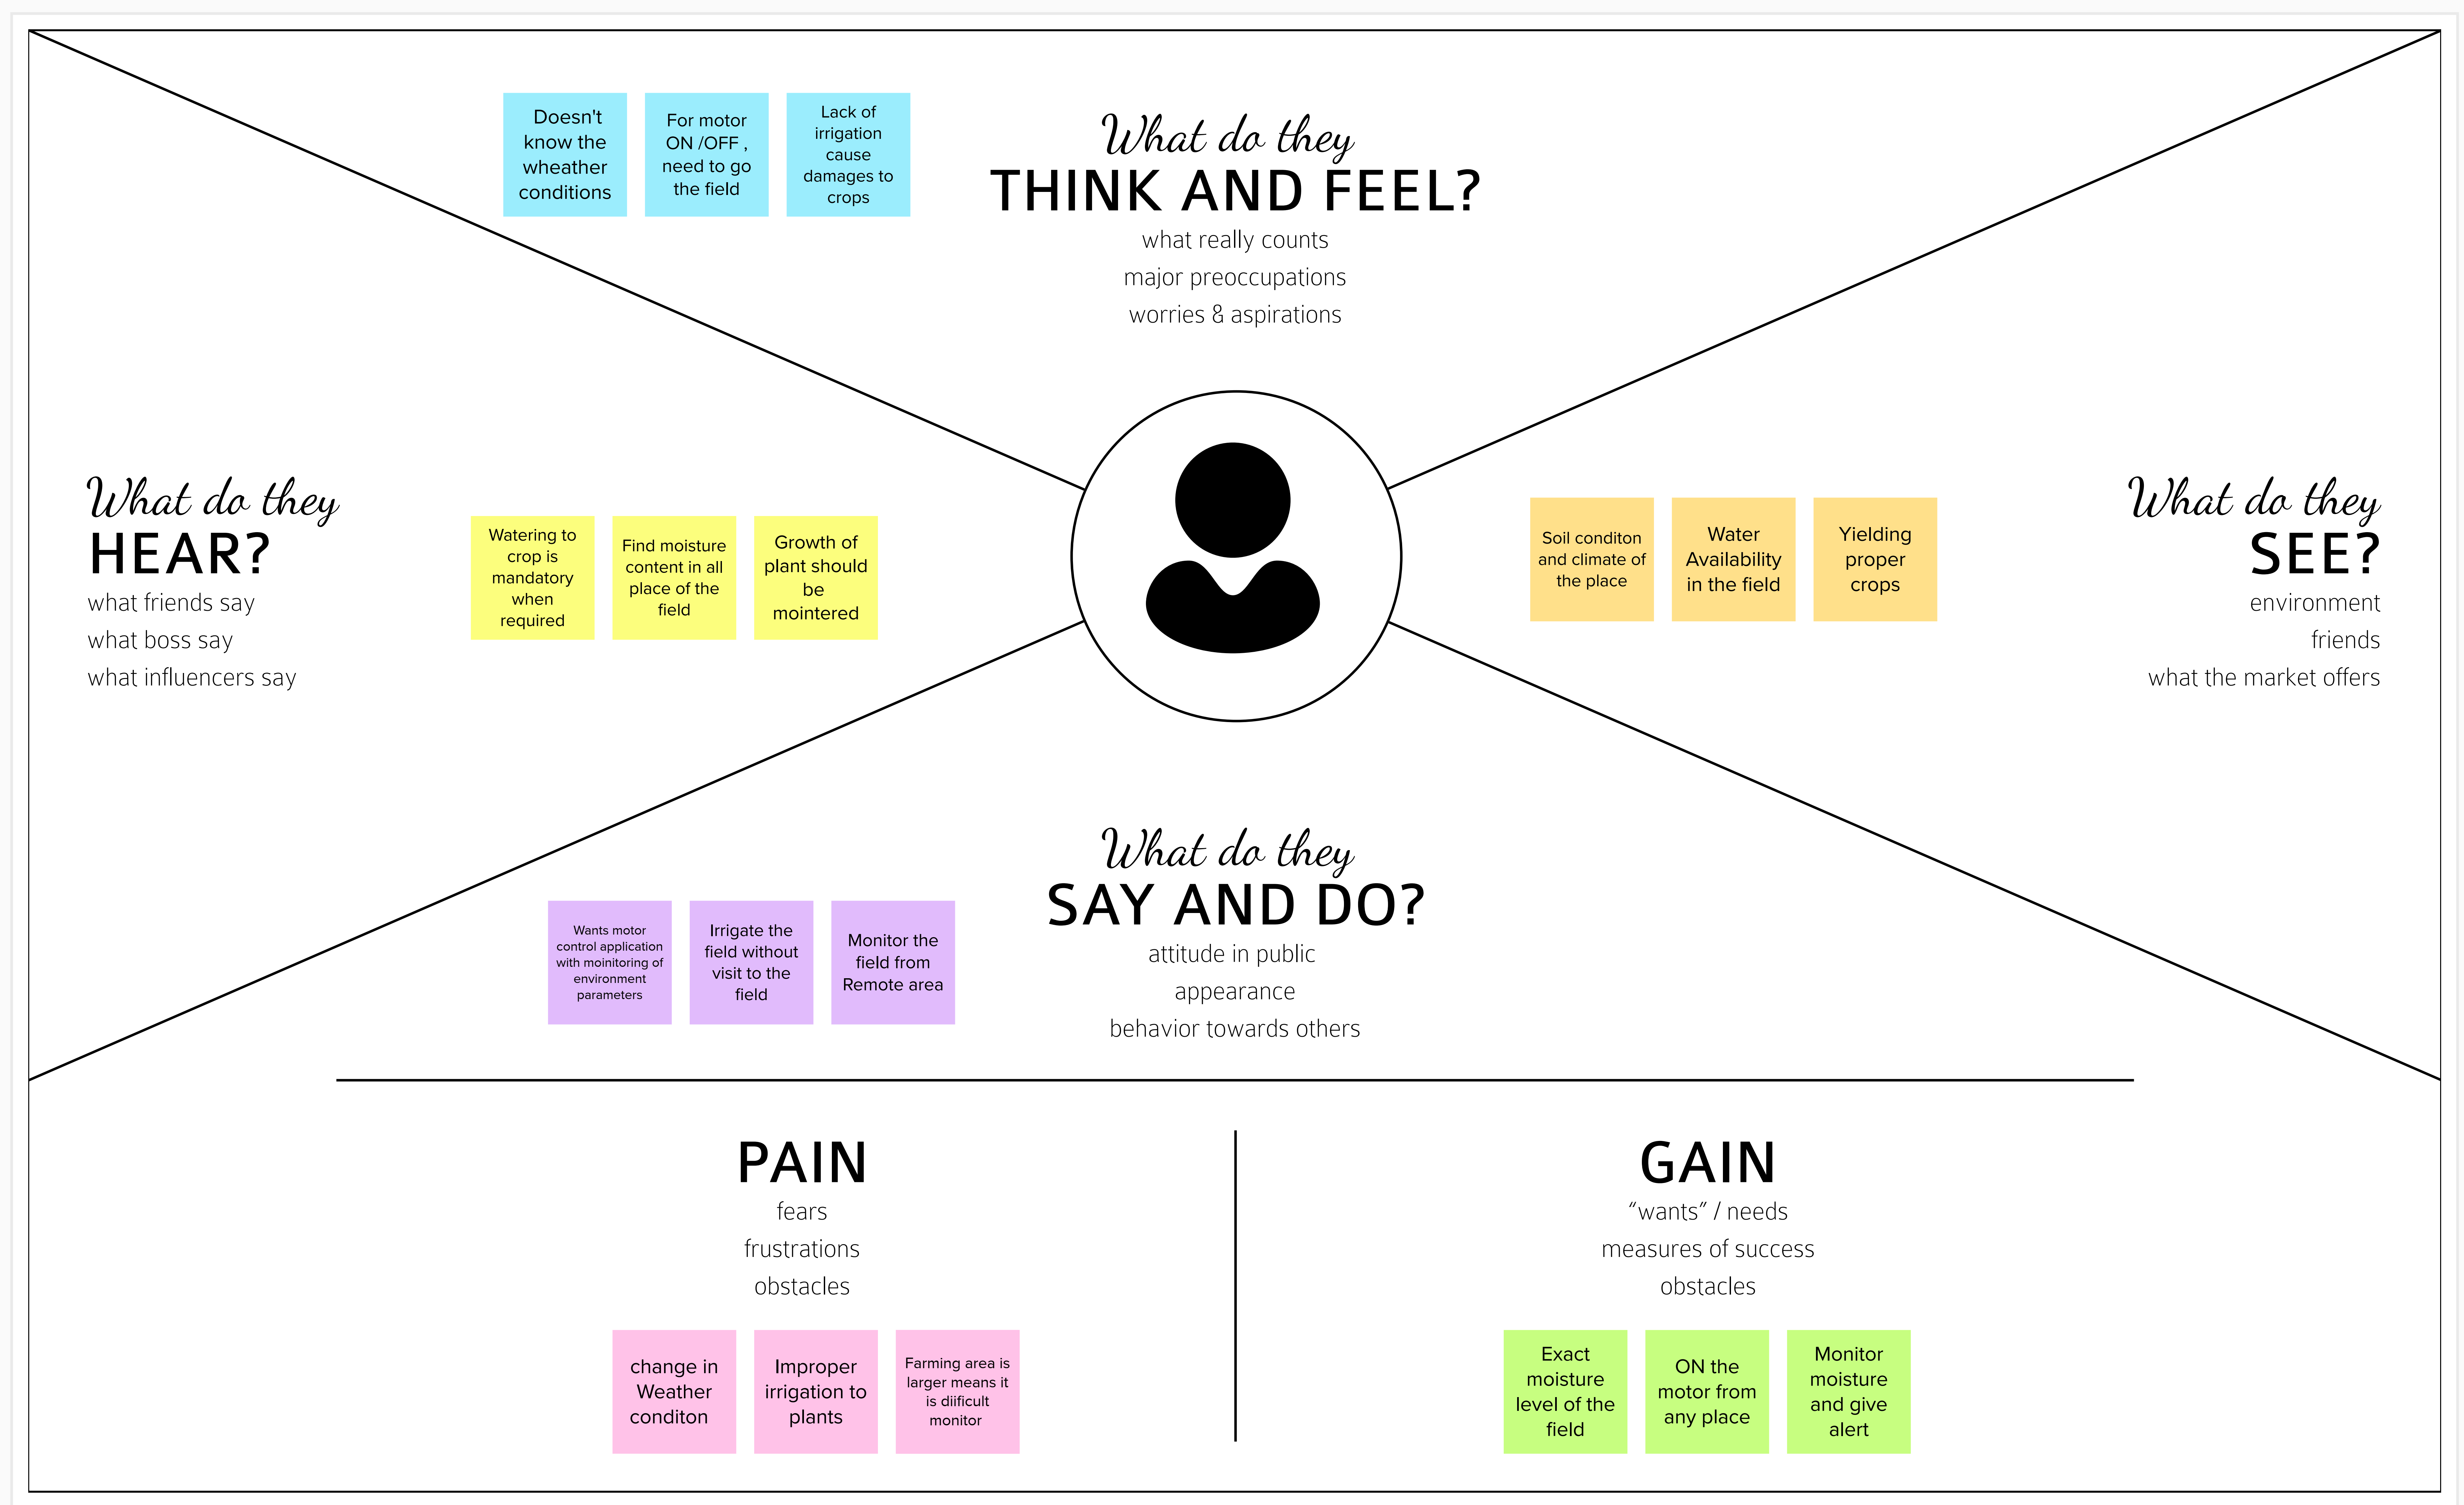 Doesn't
know the
wheather
conditions
For motor
ON /OFF ,
need to go
the field
Lack of
irrigation
cause
damages to
crops
What do they
THINK AND FEEL?
what really counts
major preoccupations
worries & aspirations
What do they
HEAR?
what friends say
what boss say
what influencers say
Watering to
crop is
mandatory
when
required
Find moisture
content in all
place of the
field
Growth of
plant should
be
mointered
Soil conditon
and climate of
the place
Water
Availability
in the field
Yielding
proper
crops
What do they
SEE?
environment
friends
what the market offers
What do they
SAY AND DO?
attitude in public
appearance
behavior towards others
Wants motor
control application
with moinitoring of
environment
parameters
Irrigate the
field without
visit to the
field
Monitor the
field from
Remote area
PAIN
fears
frustrations
obstacles
change in
Weather
conditon
Improper
irrigation to
plants
Farming area is
larger means it
is diificult
monitor
GAIN
“wants” / needs
measures of success
obstacles
Exact
moisture
level of the
field
ON the
motor from
any place
Monitor
moisture
and give
alert